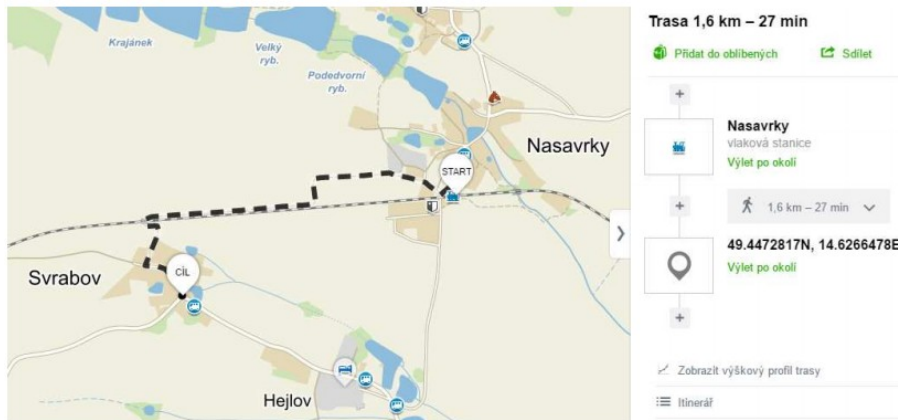 Krajánek
Velký
ryb.
Podedvorní
ryb.
Nasavrky
START
Svrabov
CÍL
Hejlov
Trasa 1,6 km – 27 min
Přidat do oblíbených
Sdílet
Nasavrky
vlaková stanice
Výlet po okolí
1,6 km – 27 min
49.4472817N, 14.6266478E
Výlet po okolí
Zobrazit výškový profil trasy
Itinerář